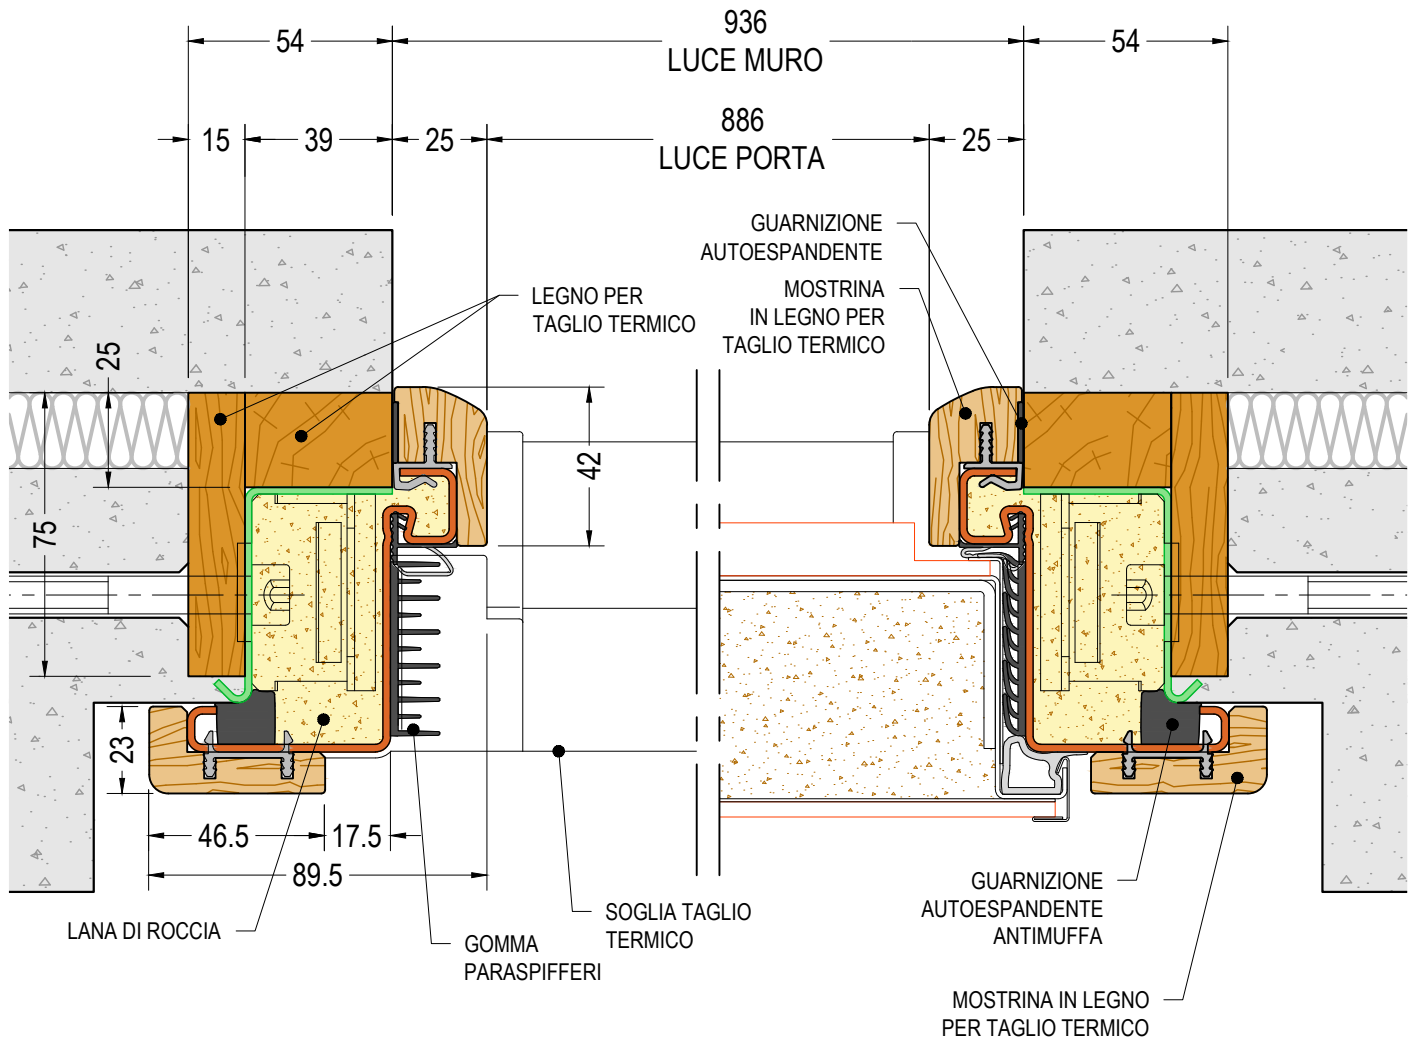 936
LUCE MURO
54
54
886
LUCE PORTA
15
39
25
25
GUARNIZIONE
AUTOESPANDENTE
MOSTRINA
IN LEGNO PER
TAGLIO TERMICO
LEGNO PER
TAGLIO TERMICO
25
42
75
23
46.5
17.5
89.5
LANA DI ROCCIA
GOMMA
PARASPIFFERI
SOGLIA TAGLIO
TERMICO
GUARNIZIONE
AUTOESPANDENTE
ANTIMUFFA
MOSTRINA IN LEGNO
PER TAGLIO TERMICO